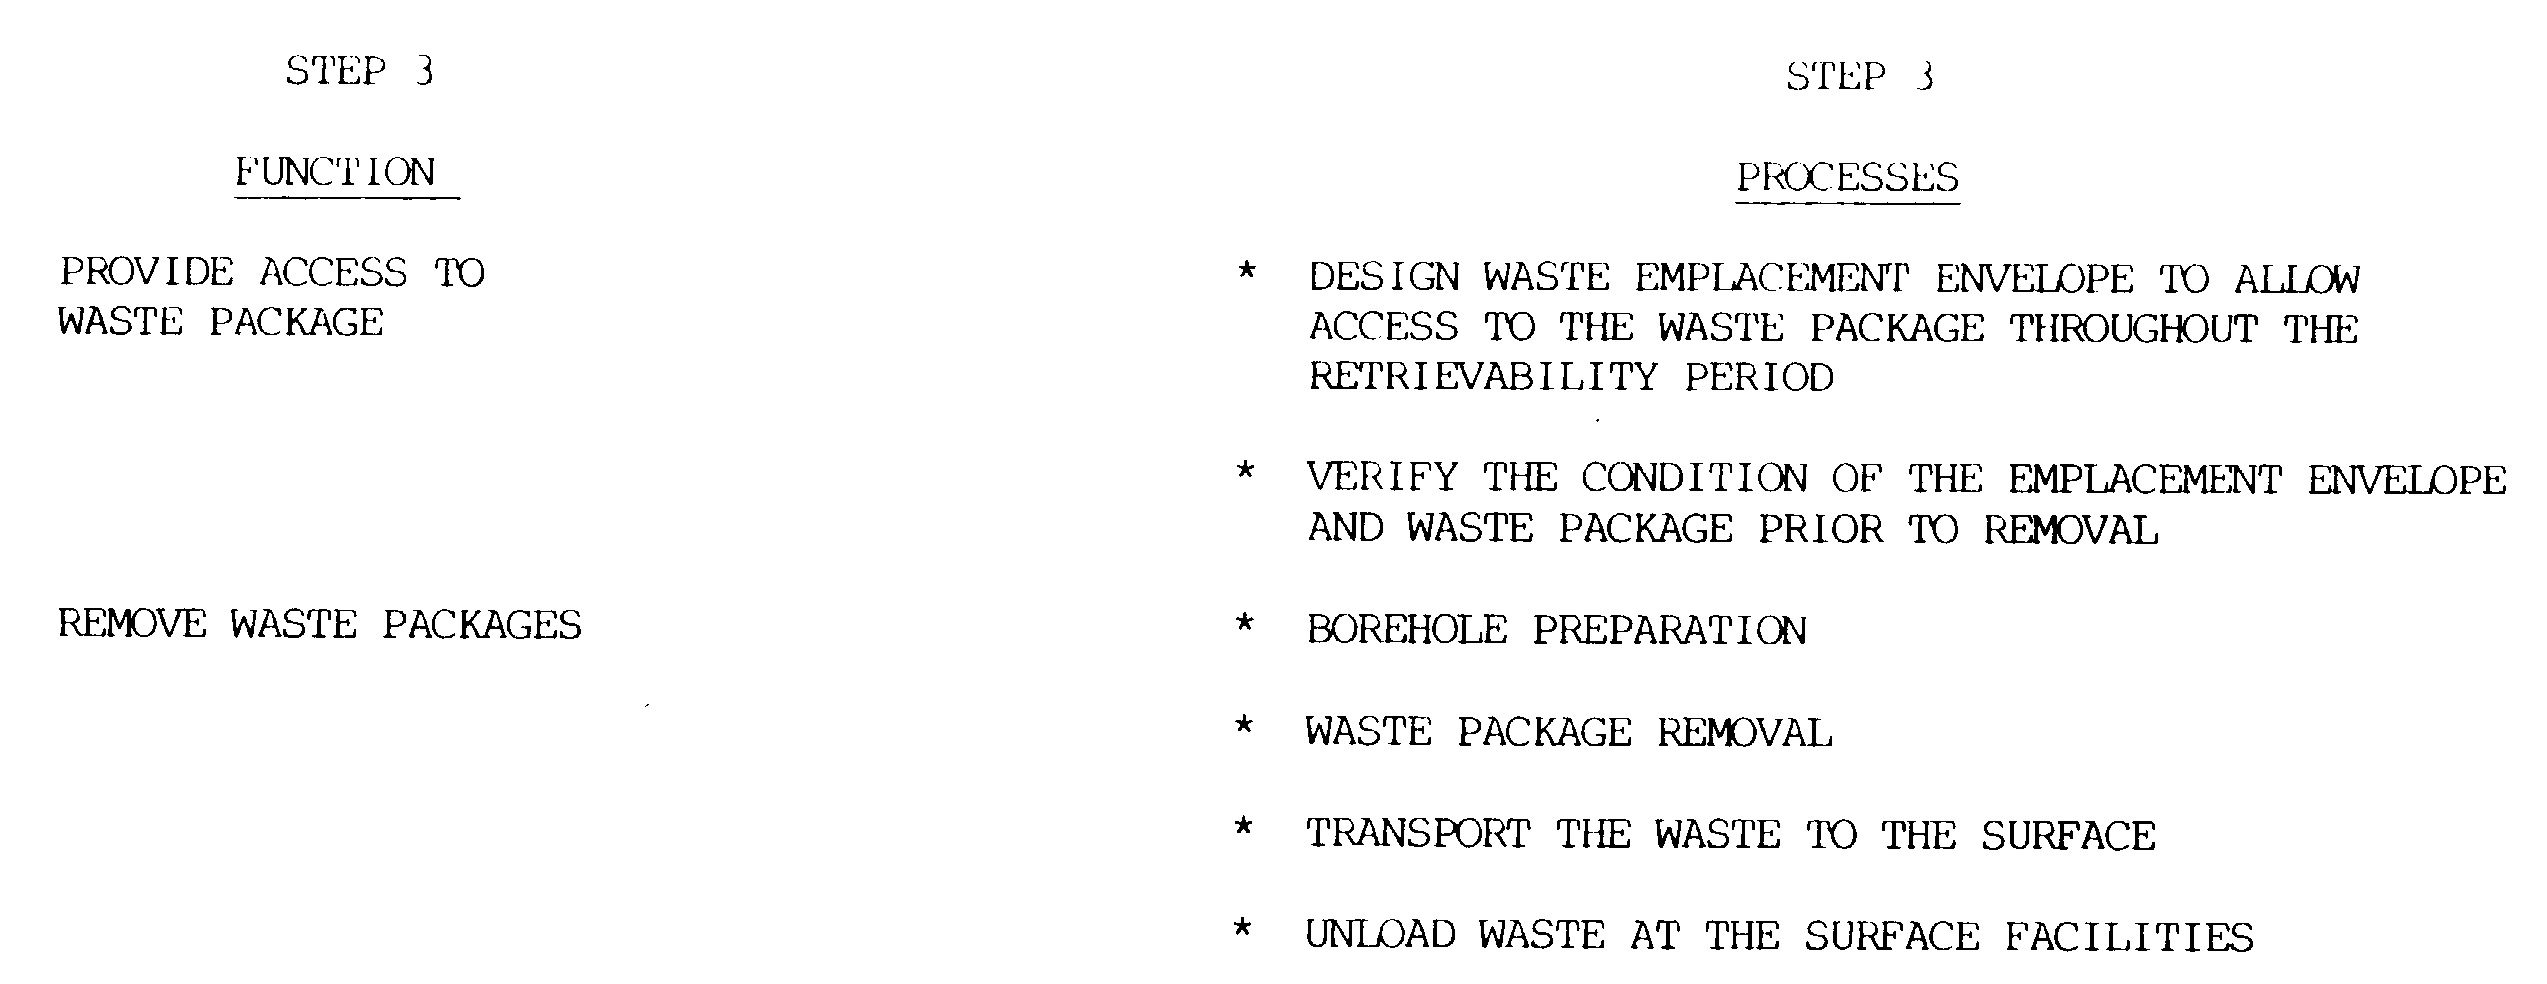 STEP 3
STEP 3
FUNCTION
PROCESSES
PROVIDE ACCESS TO
WASTE PACKAGE
* DESIGN WASTE EMPLACEMENT ENVELOPE TO ALLOW
ACCESS TO THE WASTE PACKAGE THROUGHOUT THE
RETRIEVABILITY PERIOD
* VERIFY THE CONDITION OF THE EMPLACEMENT ENVELOPE
AND WASTE PACKAGE PRIOR TO REMOVAL
REMOVE WASTE PACKAGES
* BOREHOLE PREPARATION
* WASTE PACKAGE REMOVAL
* TRANSPORT THE WASTE TO THE SURFACE
* UNLOAD WASTE AT THE SURFACE FACILITIES